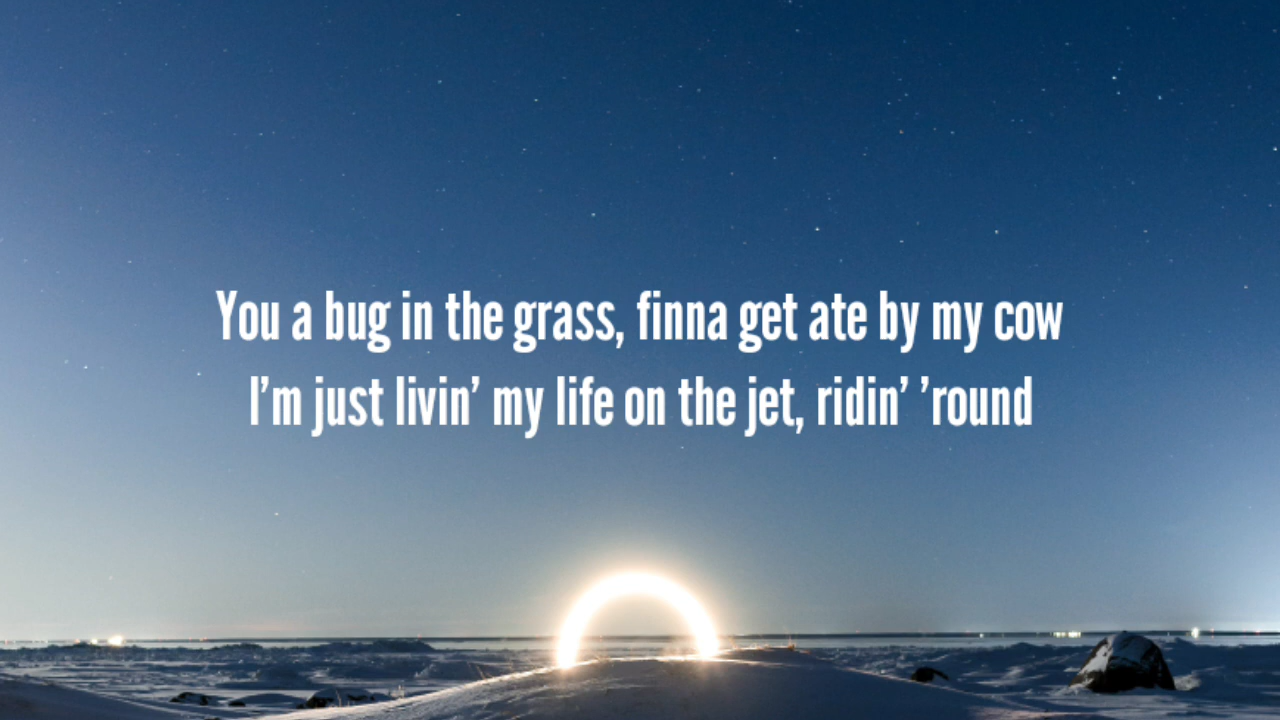 You a bug in the grass, finna get ate by my cow
I'm just livin' my life on the jet, ridin' 'round